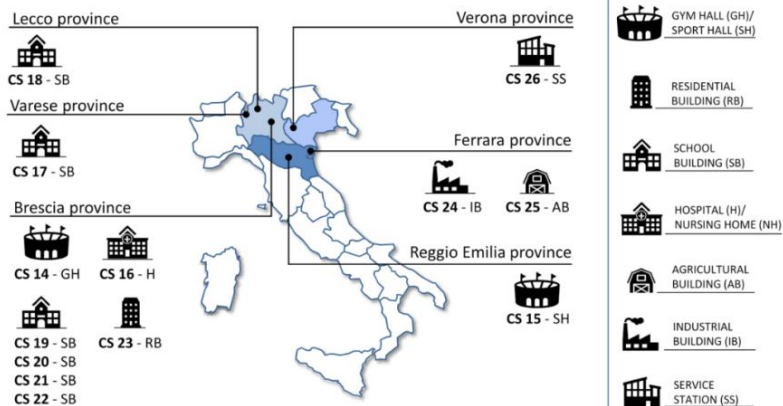 Lecco province
CS 18 - SB
Varese province
CS 17 - SB
Brescia province
CS 14 - GH
CS 16 - H
CS 19 - SB
CS 23 - RB
CS 20 - SB
CS 21 - SB
CS 22 - SB
Verona province
CS 26 - SS
Ferrara province
CS 24 - IB
CS 25 - AB
Reggio Emilia province
CS 15 - SH
GYM HALL (GH)/
SPORT HALL (SH)
RESIDENTIAL
BUILDING (RB)
SCHOOL
BUILDING (SB)
HOSPITAL (H)/
NURSING HOME (NH)
AGRICULTURAL
BUILDING (AB)
INDUSTRIAL
BUILDING (IB)
SERVICE
STATION (SS)